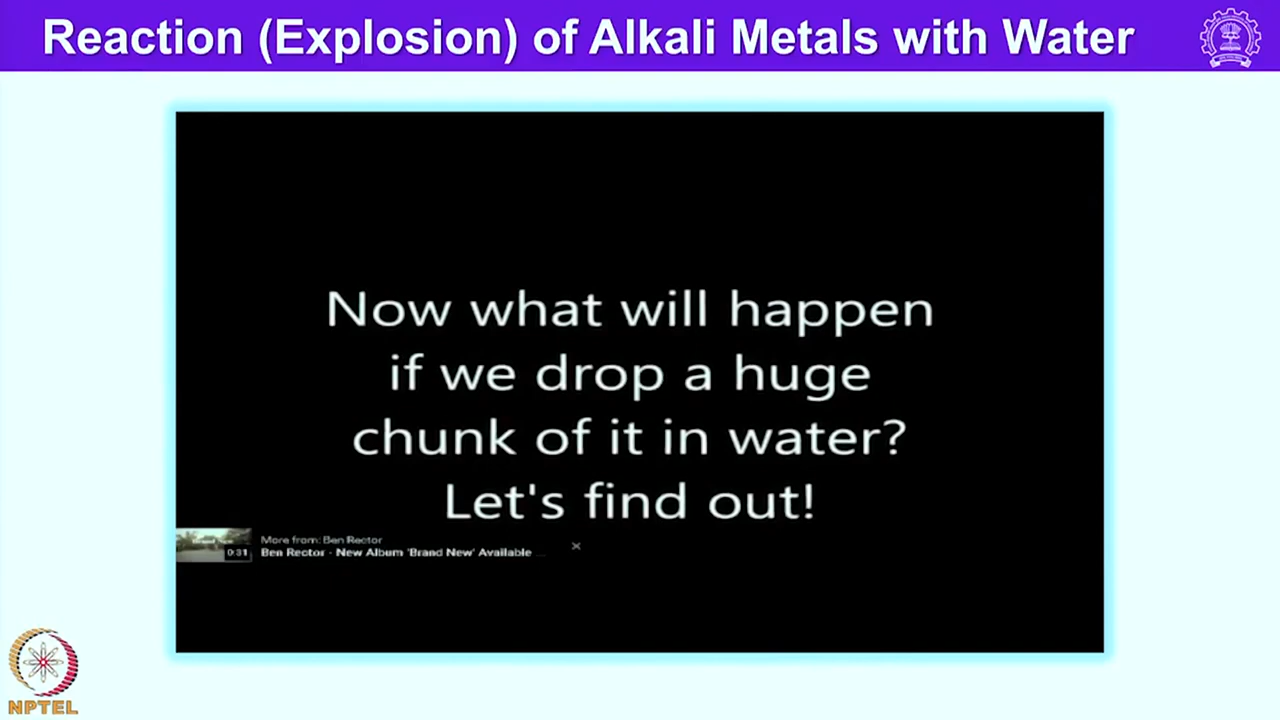 Reaction (Explosion) of Alkali Metals with Water
Now what will happen
if we drop a huge
chunk of it in water?
Let's find out!
More from: Ben Rector
0:31
Ben Rector - New Album 'Brand New' Available ...
NPTEL